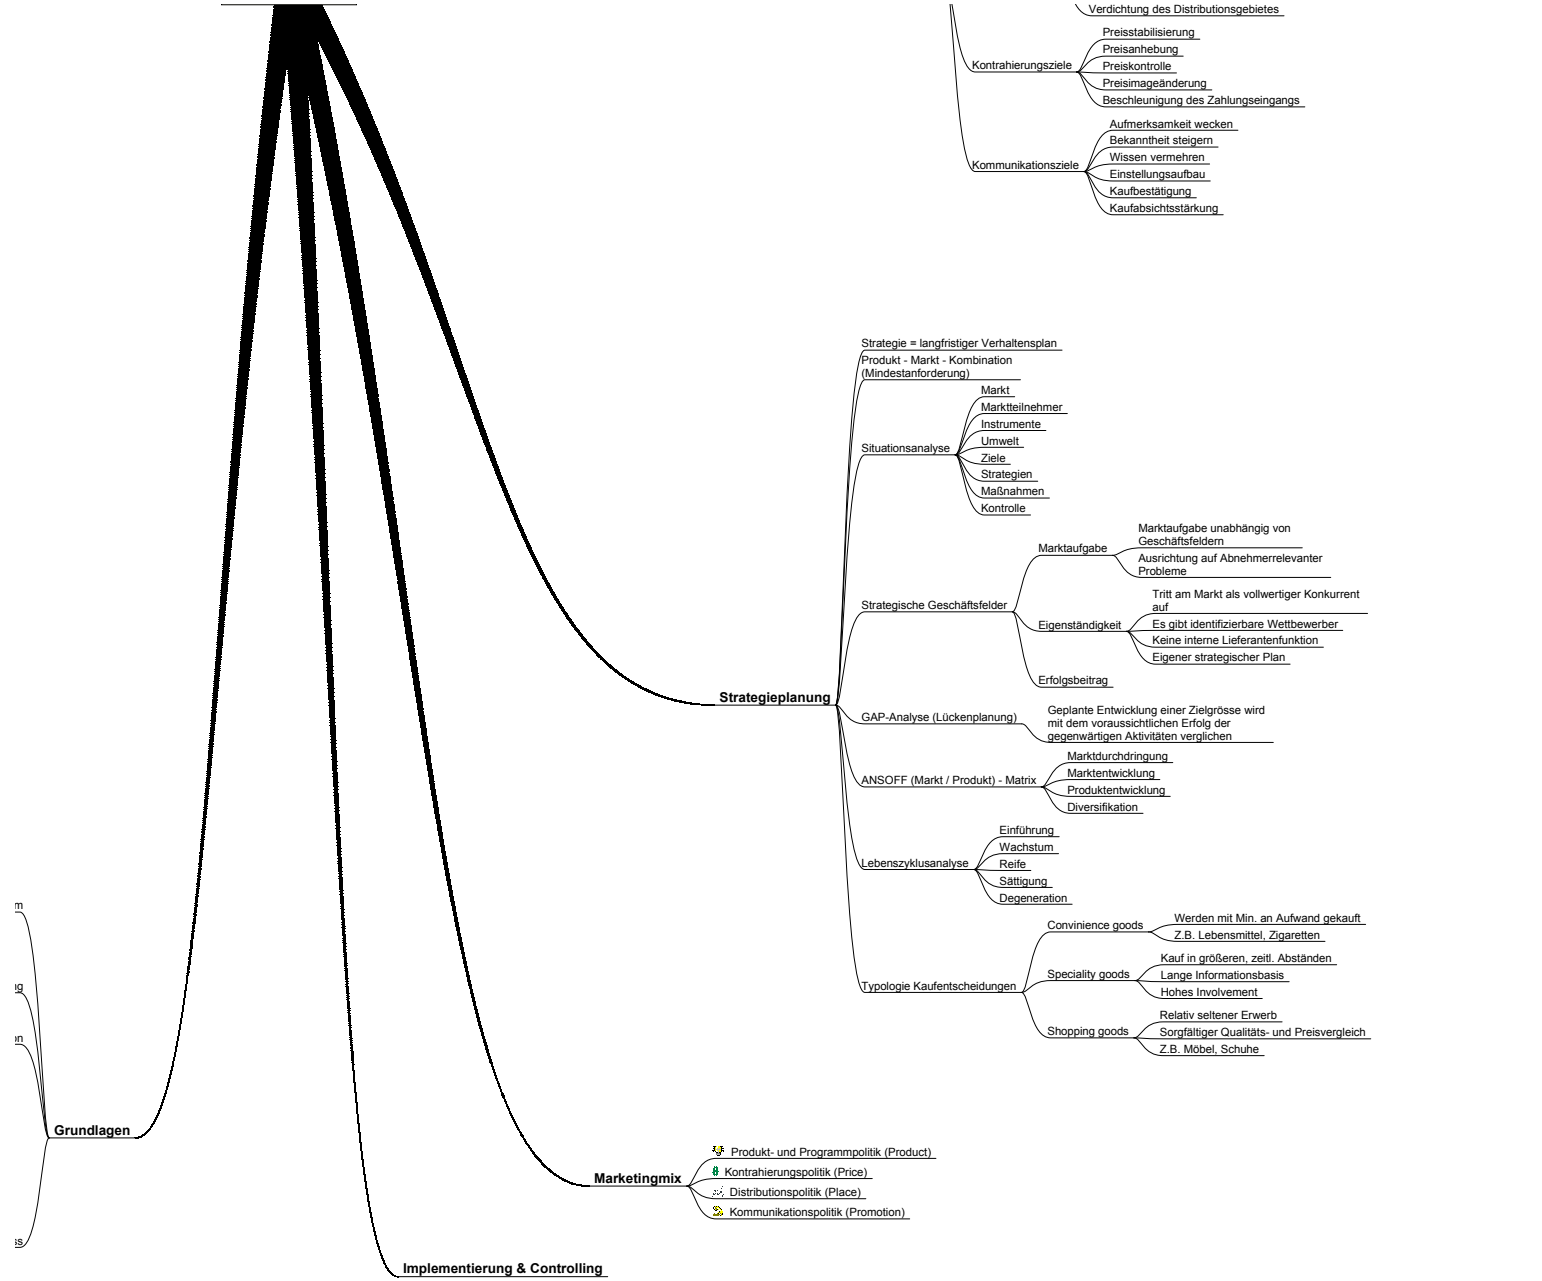 Verdichtung des Distributionsgebietes
Kontrahierungsziele
Preisstabilisierung
Preisanhebung
Preiskontrolle
Preisimageänderung
Beschleunigung des Zahlungseingangs
Kommunikationsziele
Aufmerksamkeit wecken
Bekanntheit steigern
Wissen vermehren
Einstellungsaufbau
Kaufbestätigung
Kaufabsichtsstärkung
Strategieplanung
Strategie = langfristiger Verhaltensplan
Produkt - Markt - Kombination
(Mindestanforderung)
Situationsanalyse
Markt
Marktteilnehmer
Instrumente
Umwelt
Ziele
Strategien
Maßnahmen
Kontrolle
Strategische Geschäftsfelder
Marktaufgabe
Marktaufgabe unabhängig von
Geschäftsfeldern
Ausrichtung auf Abnehmerrelevanter
Probleme
Eigenständigkeit
Tritt am Markt als vollwertiger Konkurrent
auf
Es gibt identifizierbare Wettbewerber
Keine interne Lieferantenfunktion
Eigener strategischer Plan
Erfolgsbeitrag
GAP-Analyse (Lückenplanung)
Geplante Entwicklung einer Zielgrösse wird
mit dem voraussichtlichen Erfolg der
gegenwärtigen Aktivitäten verglichen
ANSOFF (Markt / Produkt) - Matrix
Marktdurchdringung
Marktentwicklung
Produktentwicklung
Diversifikation
Lebenszyklusanalyse
Einführung
Wachstum
Reife
Sättigung
Degeneration
Typologie Kaufentscheidungen
Convinience goods
Werden mit Min. an Aufwand gekauft
Z.B. Lebensmittel, Zigaretten
Speciality goods
Kauf in größeren, zeitl. Abständen
Lange Informationsbasis
Hohes Involvement
Shopping goods
Relativ seltener Erwerb
Sorgfältiger Qualitäts- und Preisvergleich
Z.B. Möbel, Schuhe
Grundlagen
Marketingmix
Produkt- und Programmpolitik (Product)
Kontrahierungspolitik (Price)
Distributionspolitik (Place)
Kommunikationspolitik (Promotion)
Implementierung & Controlling